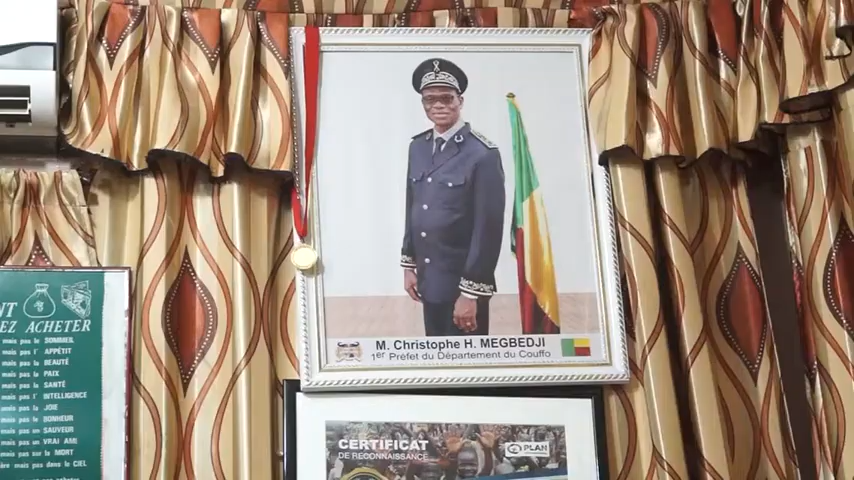 M. Christophe H. MEGBEDJI
1er Préfet du Département du Couffo
CERTIFICAT
DE RECONNAISSANCE
PLAN
NT
EZ ACHETER
mais pas le SOMMEIL
mais pas l' APPÉTIT
mais pas la BEAUTÉ
mais pas la PAIX
mais pas la SANTÉ
mais pas l' INTELLIGENCE
mais pas la JOIE
mais pas le BONHEUR
mais pas un SAUVEUR
mais pas un VRAI AMI
mais pas sur la MORT
mais pas dans le CIEL